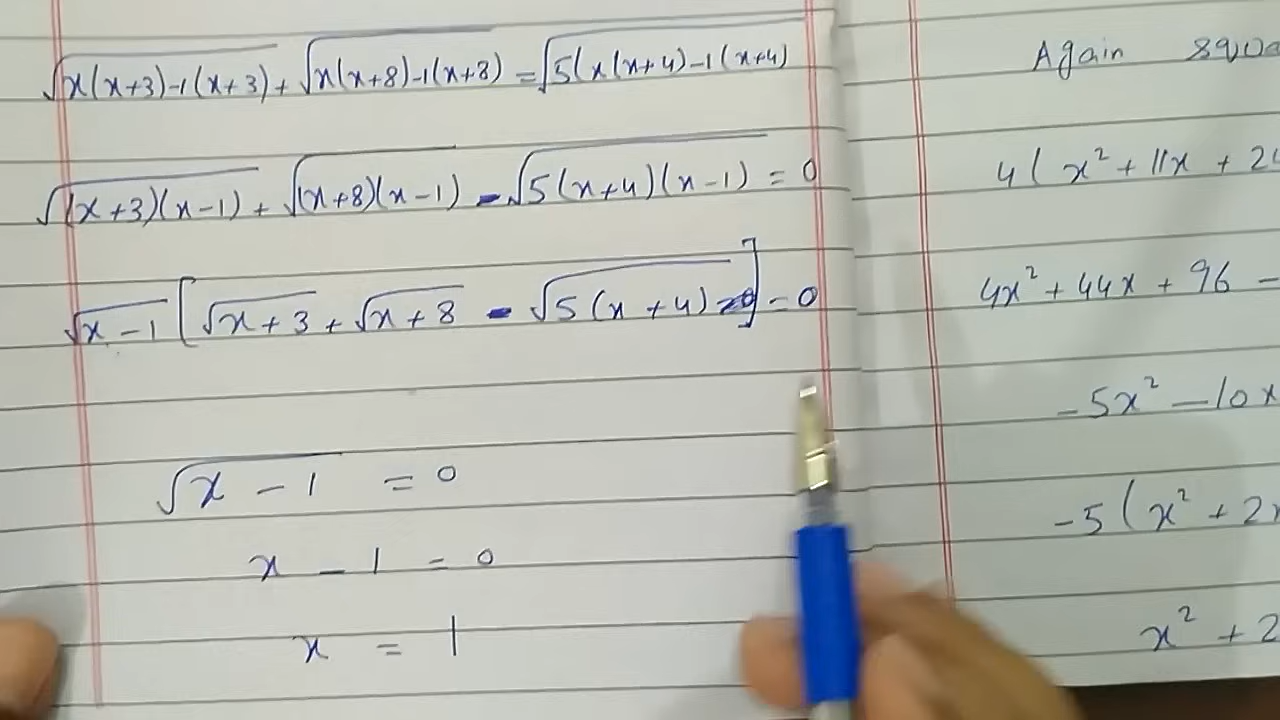 √x(x+3)-1(x+3) + √x(x+8)-1(x+8) = √5(x(x+4)-1(x+4)
√(x+3)(x-1) + √(x+8)(x-1) - √5(x+4)(x-1) = 0
√x-1 [√x+3 + √x+8 - √5(x+4)] = 0
√x-1 = 0
x - 1 = 0
x = 1
Again
4(x² + 11x + 2
4x² + 44x + 96 -
-5x² - 10x
-5(x² + 2x
x² + 2